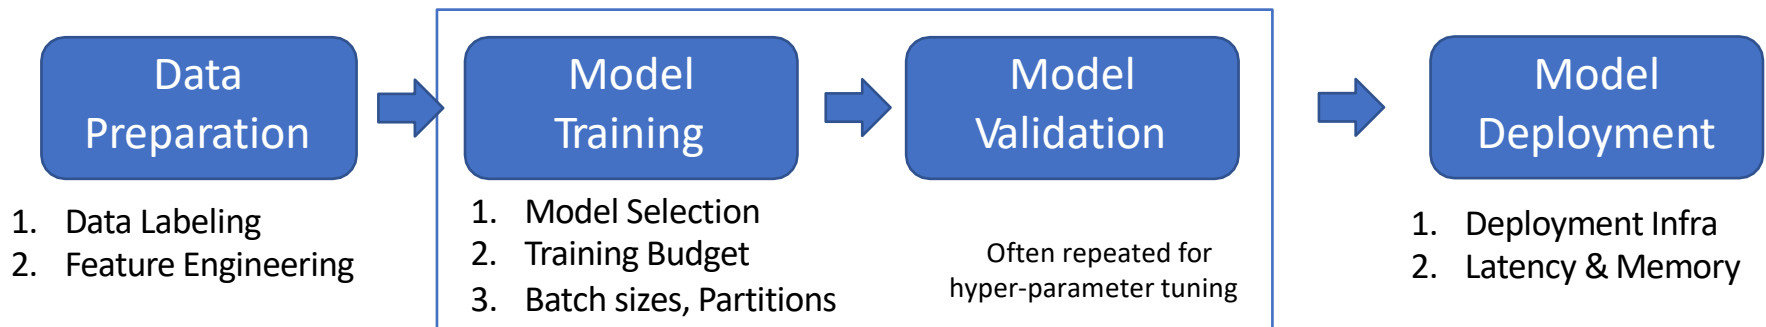 Data
Preparation
1. Data Labeling
2. Feature Engineering
Model
Training
1. Model Selection
2. Training Budget
3. Batch sizes, Partitions
Model
Validation
Often repeated for
hyper-parameter tuning
Model
Deployment
1. Deployment Infra
2. Latency & Memory